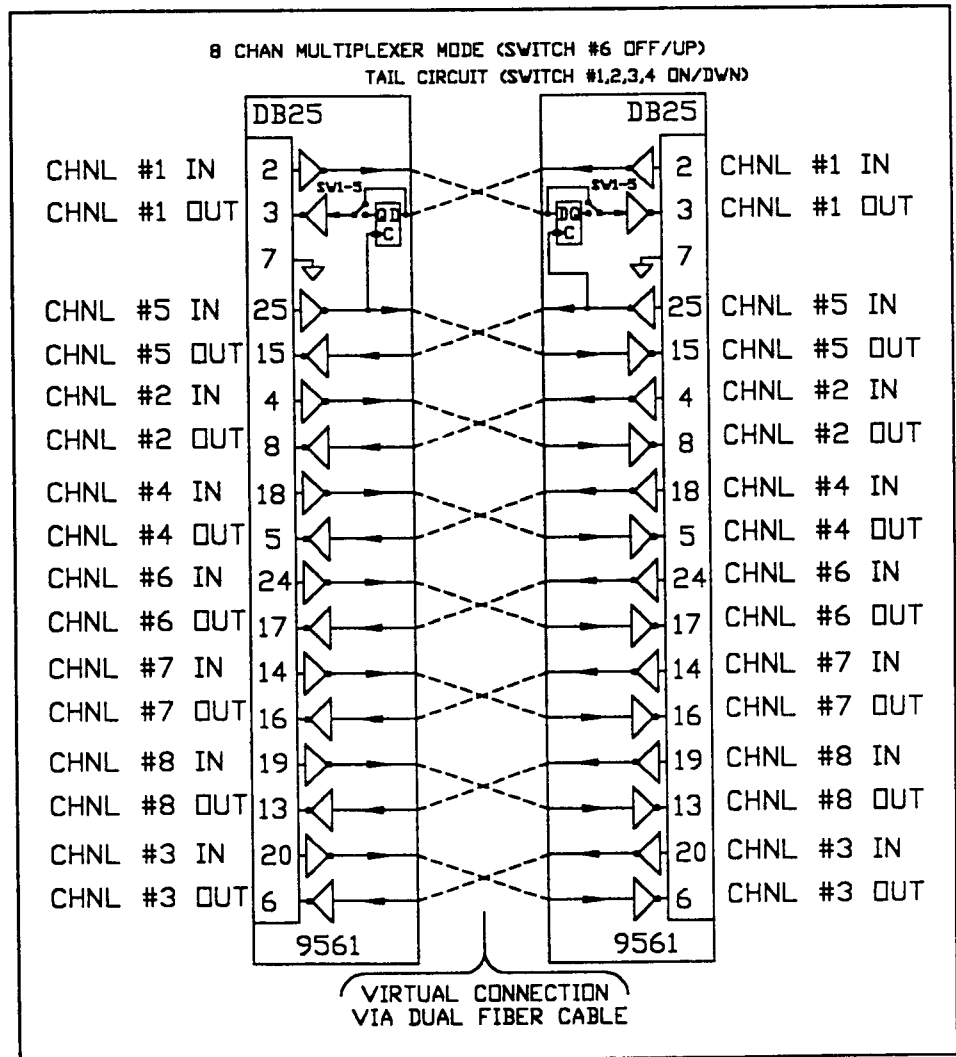 8 CHAN MULTIPLEXER MODE (SWITCH #6 OFF/UP)
TAIL CIRCUIT (SWITCH #1,2,3,4 ON/DWN)
DB25 DB25
CHNL #1 IN 2 2 CHNL #1 IN
SW1-5 SW1-5
CHNL #1 OUT 3 QD DQ 3 CHNL #1 OUT
C C
7 7
CHNL #5 IN 25 25 CHNL #5 IN
CHNL #5 OUT 15 15 CHNL #5 OUT
CHNL #2 IN 4 4 CHNL #2 IN
CHNL #2 OUT 8 8 CHNL #2 OUT
CHNL #4 IN 18 18 CHNL #4 IN
CHNL #4 OUT 5 5 CHNL #4 OUT
CHNL #6 IN 24 24 CHNL #6 IN
CHNL #6 OUT 17 17 CHNL #6 OUT
CHNL #7 IN 14 14 CHNL #7 IN
CHNL #7 OUT 16 16 CHNL #7 OUT
CHNL #8 IN 19 19 CHNL #8 IN
CHNL #8 OUT 13 13 CHNL #8 OUT
CHNL #3 IN 20 20 CHNL #3 IN
CHNL #3 OUT 6 6 CHNL #3 OUT
9561 9561
VIRTUAL CONNECTION
VIA DUAL FIBER CABLE